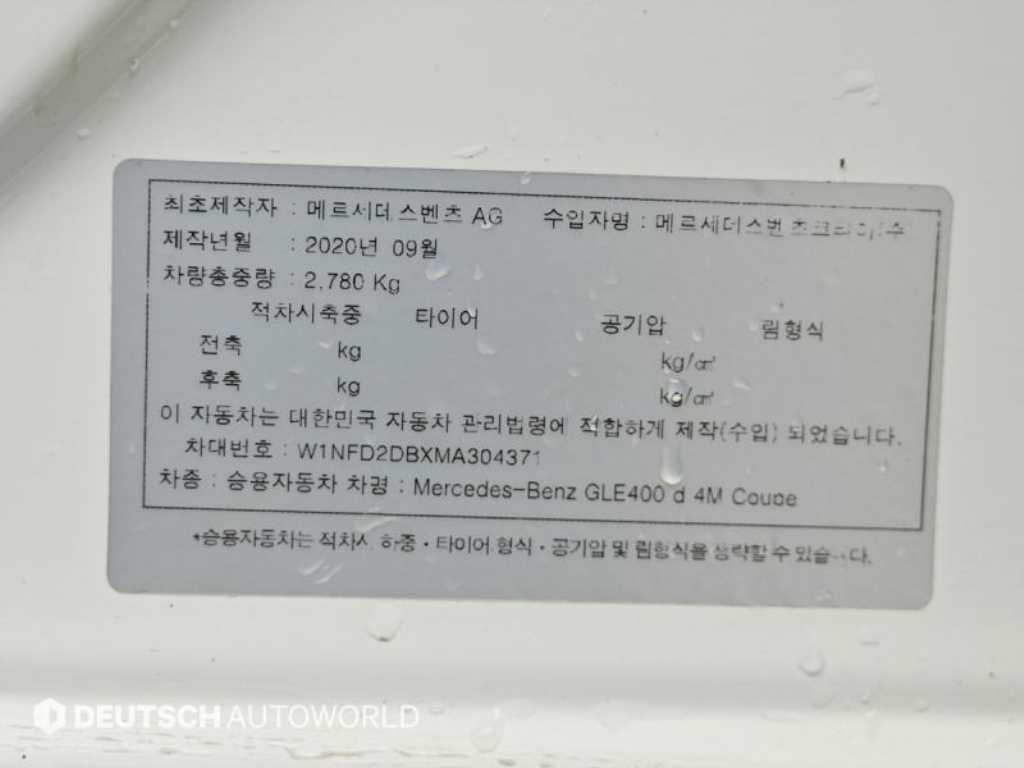 최초제작자 : 메르세데스벤츠 AG 수입자명 : 메르세데스벤츠코리아(주
제작년월 : 2020년 09월
차량총중량 : 2,780 Kg
적차시축중 타이어 공기압 림형식
전축 kg kg/㎠
후축 kg kg/㎠
이 자동차는 대한민국 자동차 관리법령에 적합하게 제작(수입) 되었습니다.
차대번호 : W1NFD2DBXMA304371
차종 : 승용자동차 차명 : Mercedes-Benz GLE400 d 4M Coupe
*승용자동차는 적차시 하중·타이어 형식·공기압 및 림형식을 생략할 수 있습니다.
DEUTSCH AUTOWORLD